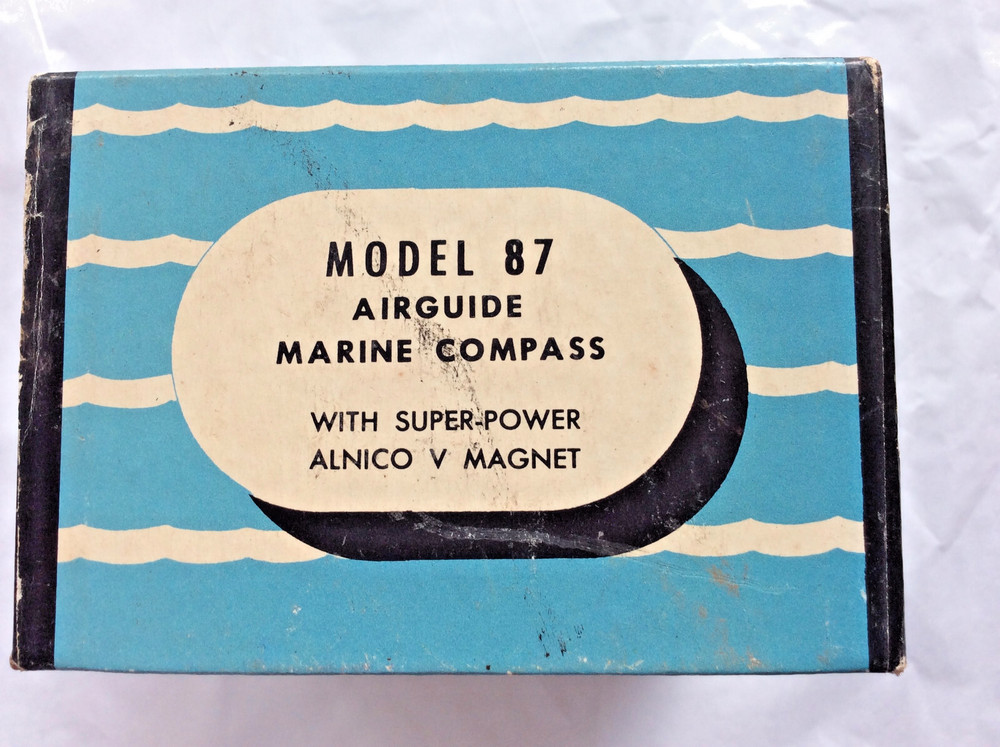 MODEL 87
AIRGUIDE
MARINE COMPASS
WITH SUPER-POWER
ALNICO V MAGNET